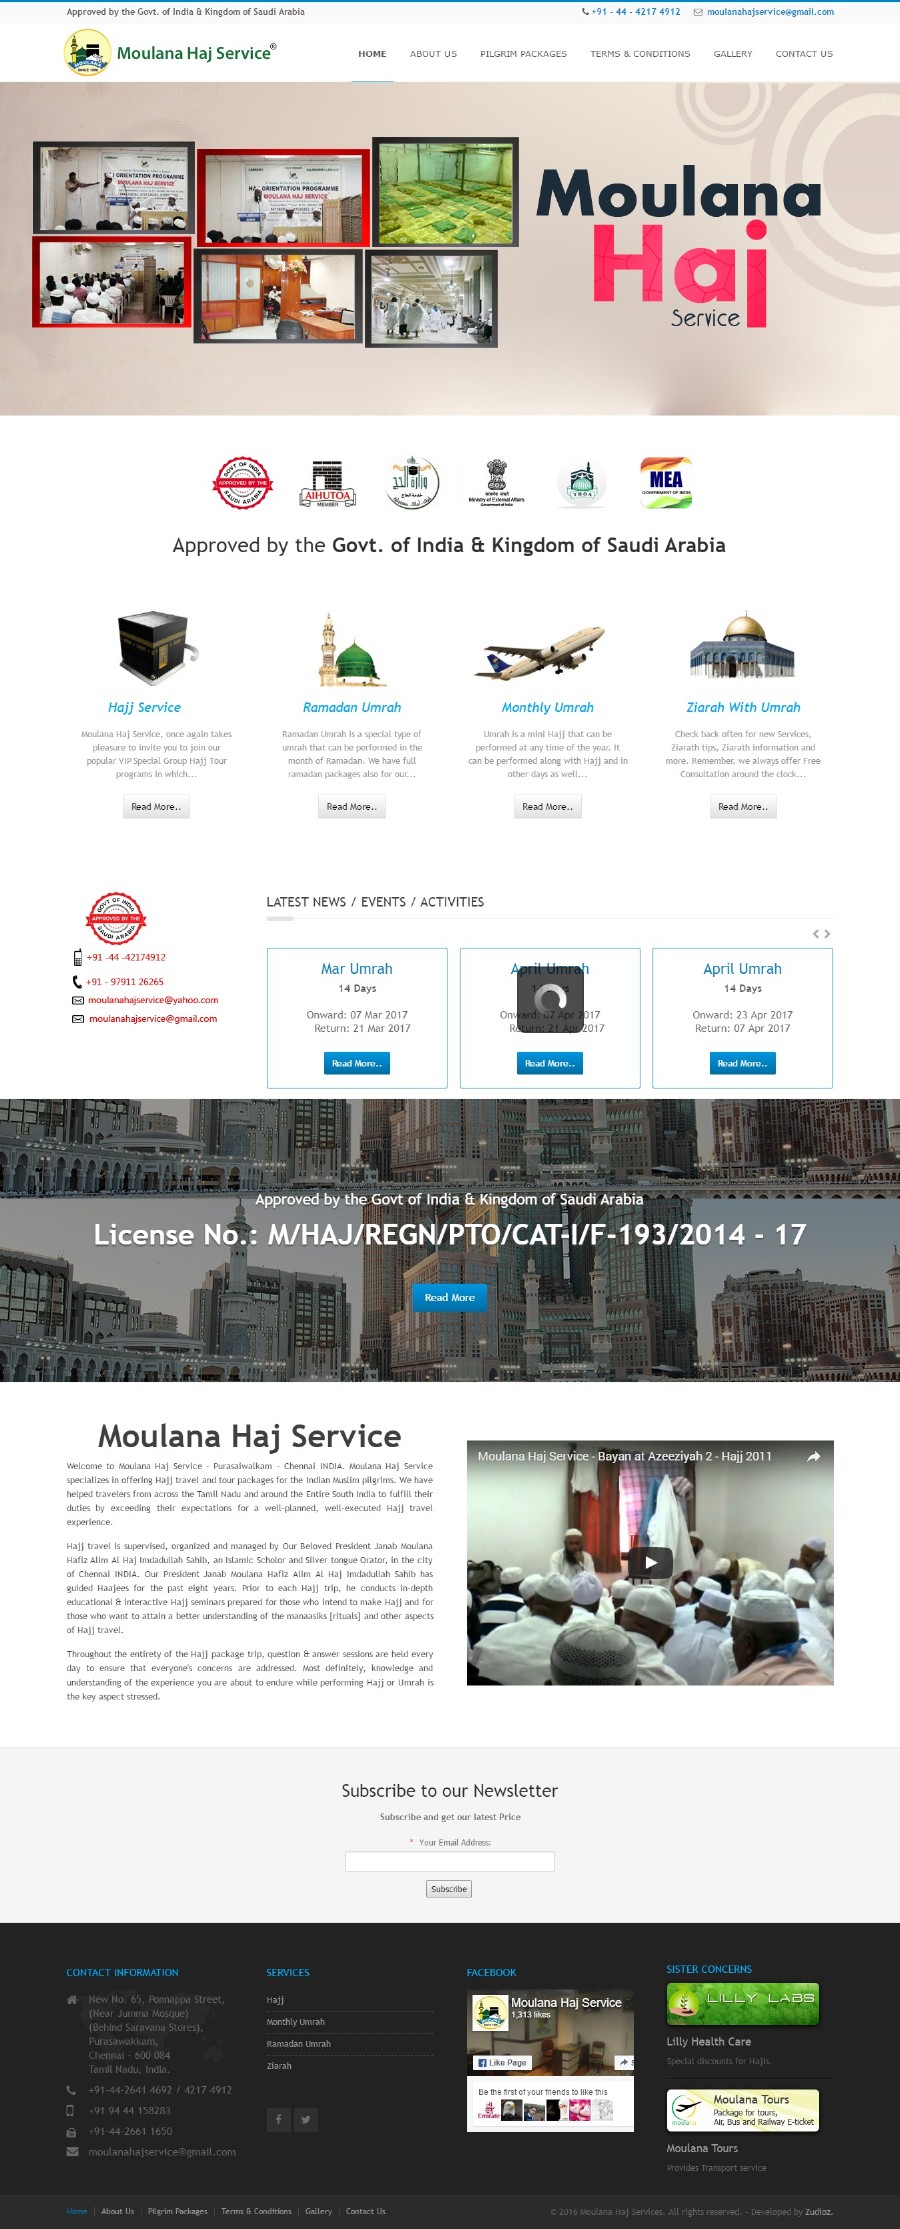 Approved by the Govt. of India & Kingdom of Saudi Arabia
+91 - 44 - 4217 4912 moulanahajservice@gmail.com
Moulana Haj Service®
HOME ABOUT US PILGRIM PACKAGES TERMS & CONDITIONS GALLERY CONTACT US
ORIENTATION PROGRAMME
MOULANA HAJ SERVICE
ORIENTATION PROGRAMME
MOULANA HAJ SERVICE
Moulana
Haj
Service
GOVT OF INDIA
APPROVED BY THE
SAUDI ARABIA
AIHUTOA
MEMBER
وزارة الحج
Ministry of External Affairs
Government of India
MEA
GOVERNMENT OF INDIA
Approved by the Govt. of India & Kingdom of Saudi Arabia
Hajj Service
Moulana Haj Service, once again takes
pleasure to invite you to join our
popular VIP Special Group Hajj Tour
programs in which...
Read More..
Ramadan Umrah
Ramadan Umrah is a special type of
umrah that can be performed in the
month of Ramadan. We have full
ramadan packages also for our...
Read More..
Monthly Umrah
Umrah is a mini Hajj that can be
performed at any time of the year. It
can be performed along with Hajj and in
other days as well...
Read More..
Ziarah With Umrah
Check back often for new Services,
Ziarath tips, Ziarath information and
more. Remember, we always offer Free
Consultation around the clock...
Read More..
GOVT OF INDIA
APPROVED BY THE
SAUDI ARABIA
+91 -44 -42174912
+91 - 97911 26265
moulanahajservice@yahoo.com
moulanahajservice@gmail.com
LATEST NEWS / EVENTS / ACTIVITIES
Mar Umrah
14 Days
Onward: 07 Mar 2017
Return: 21 Mar 2017
Read More..
April Umrah
14 Days
Onward: 07 Apr 2017
Return: 21 Apr 2017
Read More..
April Umrah
14 Days
Onward: 23 Apr 2017
Return: 07 Apr 2017
Read More..
Approved by the Govt of India & Kingdom of Saudi Arabia
License No.: M/HAJ/REGN/PTO/CAT-I/F-193/2014 - 17
Read More
Moulana Haj Service
Welcome to Moulana Haj Service - Purasaiwalkam - Chennai INDIA. Moulana Haj Service
specializes in offering Hajj travel and tour packages for the Indian Muslim pilgrims. We have
helped travelers from across the Tamil Nadu and around the Entire South India to fulfill their
duties by exceeding their expectations for a well-planned, well-executed Hajj travel
experience.
Hajj travel is supervised, organized and managed by Our Beloved President Janab Moulana
Hafiz Alim Al Haj Imdadullah Sahib, an Islamic Scholor and Silver tongue Orator, in the city
of Chennai INDIA. Our President Janab Moulana Hafiz Alim Al Haj Imdadullah Sahib has
guided Haajees for the past eight years. Prior to each Hajj trip, he conducts in-depth
educational & interactive Hajj seminars prepared for those who intend to make Hajj and for
those who want to attain a better understanding of the manaasiks [rituals] and other aspects
of Hajj travel.
Throughout the entirety of the Hajj package trip, question & answer sessions are held every
day to ensure that everyone's concerns are addressed. Most definitely, knowledge and
understanding of the experience you are about to endure while performing Hajj or Umrah is
the key aspect stressed.
Moulana Haj Service - Bayan at Azeeziyah 2 - Hajj 2011
Subscribe to our Newsletter
Subscribe and get our latest Price
* Your Email Address:
Subscribe
CONTACT INFORMATION
New No. 65, Ponnappa Street,
(Near Jumma Mosque)
(Behind Saravana Stores),
Purasawakkam,
Chennai - 600 084
Tamil Nadu, India.
+91-44-2641 4692 / 4217 4912
+91 94 44 158283
+91-44-2661 1650
moulanahajservice@gmail.com
SERVICES
Hajj
Monthly Umrah
Ramadan Umrah
Ziarah
FACEBOOK
Moulana Haj Service
1,313 likes
Like Page
S
Be the first of your friends to like this
Emirates
SISTER CONCERNS
LILLY LABS
Lilly Health Care
Special discounts for Hajis.
Moulana Tours
Package for tours,
Air, Bus and Railway E-ticket
Moulana Tours
Provides Transport service
Home | About Us | Pilgrim Packages | Terms & Conditions | Gallery | Contact Us
© 2016 Moulana Haj Services. All rights reserved. - Developed by Zudioz.